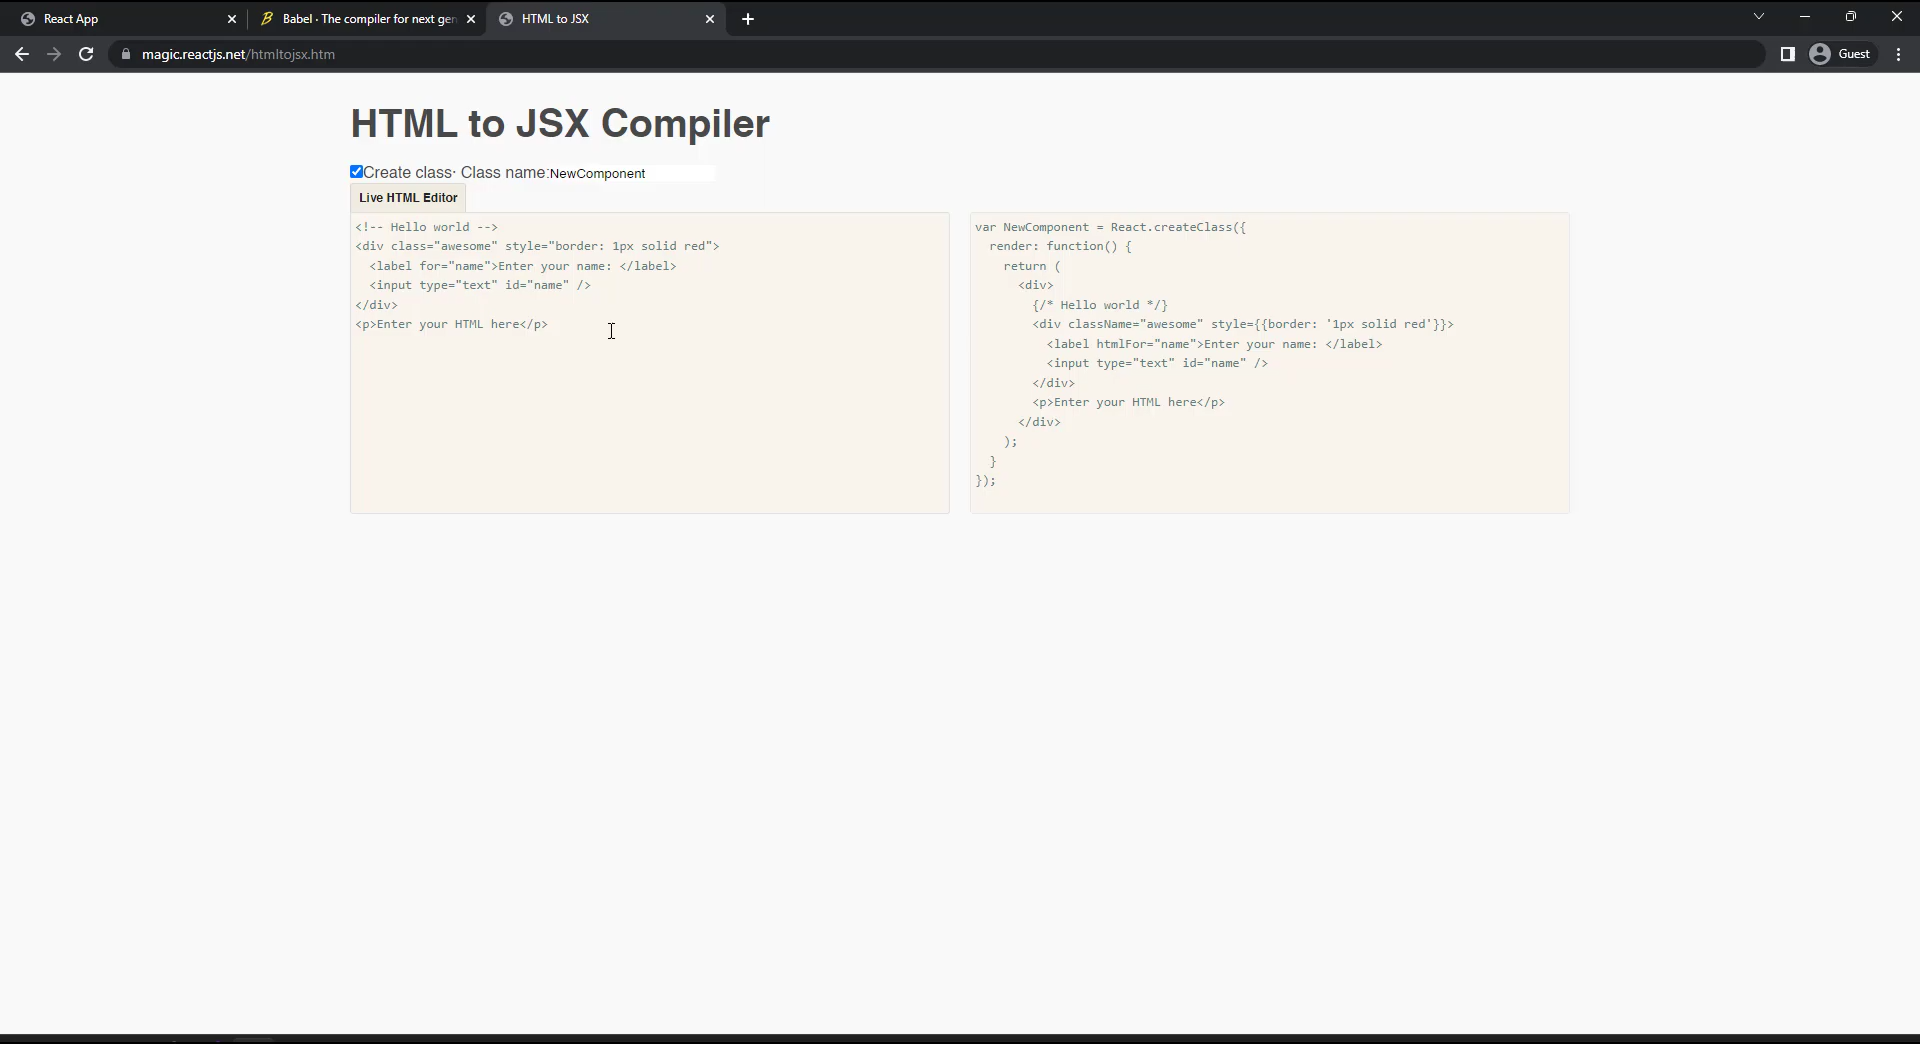 React App
Babel · The compiler for next gen
HTML to JSX
magic.reactjs.net/htmltojsx.htm
Guest
HTML to JSX Compiler
Create class· Class name:NewComponent
Live HTML Editor
<!-- Hello world -->
<div class="awesome" style="border: 1px solid red">
  <label for="name">Enter your name: </label>
  <input type="text" id="name" />
</div>
<p>Enter your HTML here</p>
var NewComponent = React.createClass({
  render: function() {
    return (
      <div>
        {/* Hello world */}
        <div className="awesome" style={{border: '1px solid red'}}>
          <label htmlFor="name">Enter your name: </label>
          <input type="text" id="name" />
        </div>
        <p>Enter your HTML here</p>
      </div>
    );
  }
});